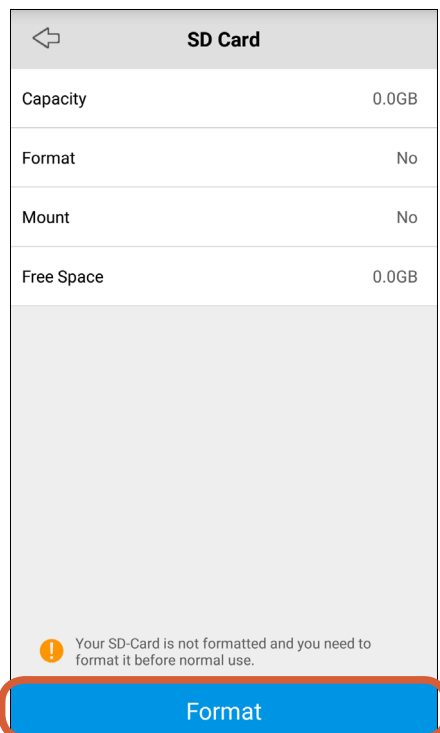 SD Card
Capacity 0.0GB
Format No
Mount No
Free Space 0.0GB
Your SD-Card is not formatted and you need to
format it before normal use.
Format